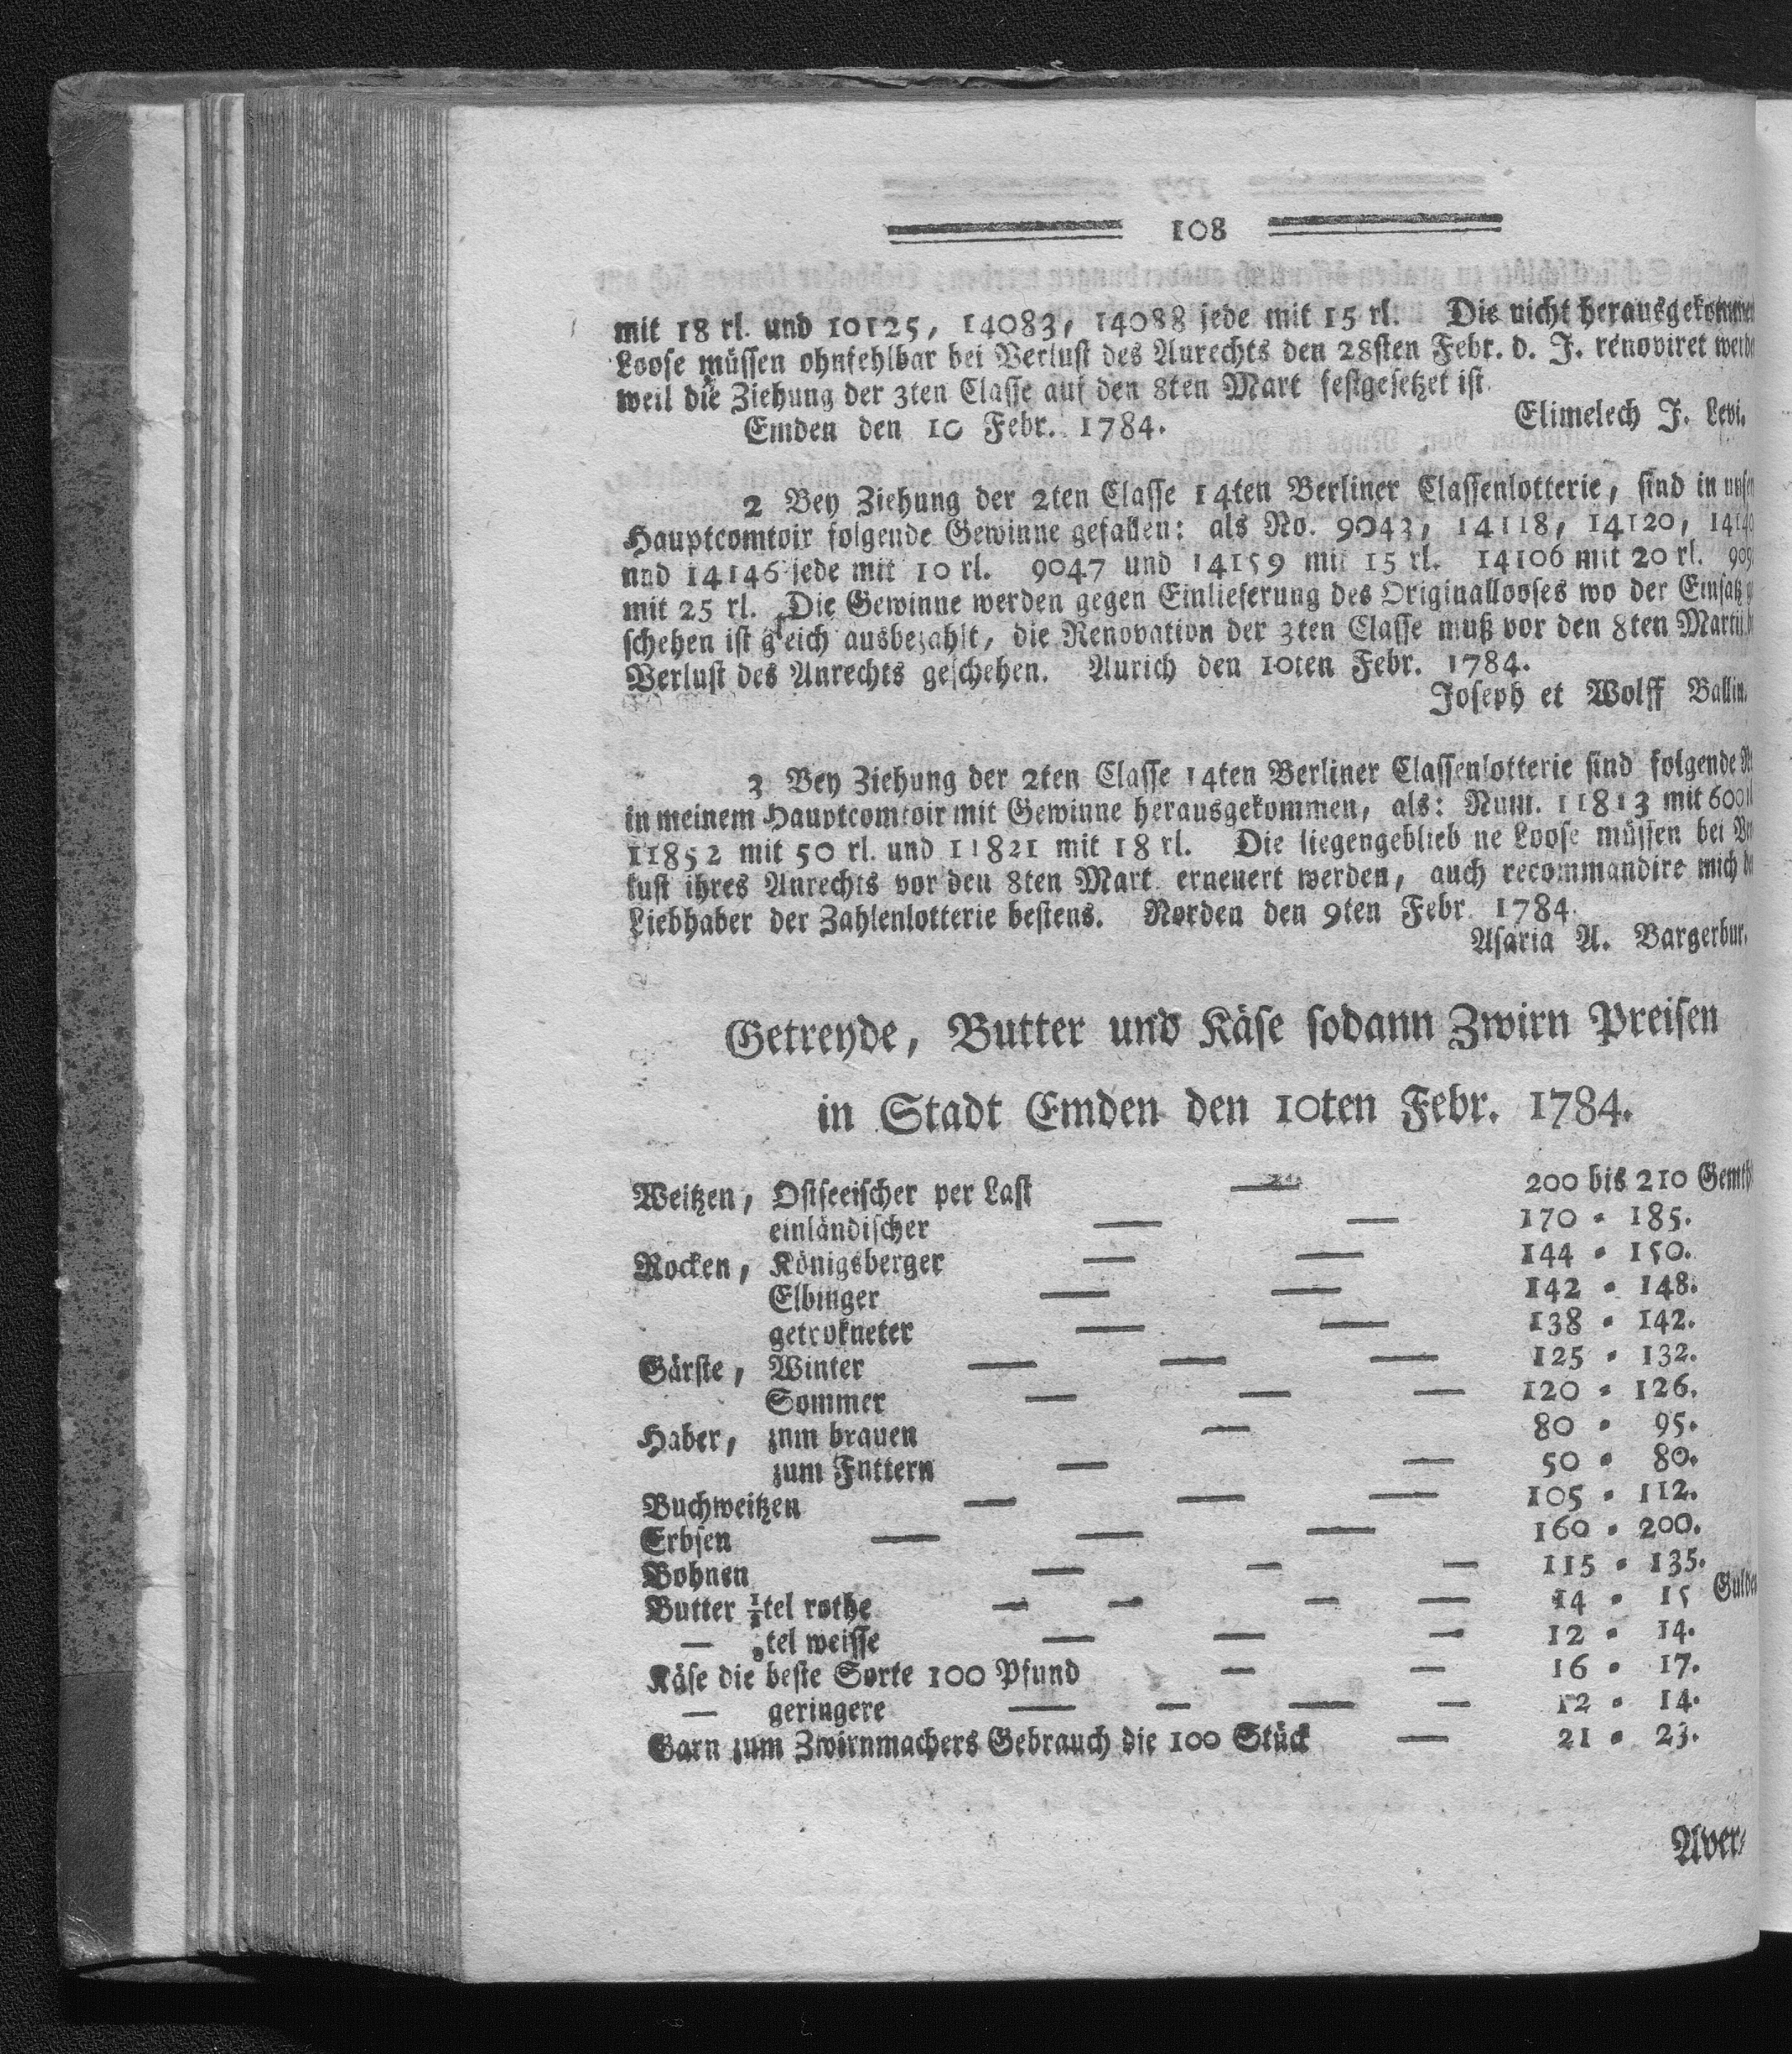 108
mit 18 rl. und 10125, 14083, 14088 jede mit 15 rl. Die nicht herausgekommen
Loose müssen ohnfehlbar bei Verlust des Anrechts den 28sten Febr. d. J. renoviret werde
weil die Ziehung der 3ten Classe auf den 8ten Mart festgesetzet ist.
Emden den 10 Febr. 1784. Elimelech J. Levi.
2 Bey Ziehung der 2ten Classe 14ten Berliner Classenlotterie, sind in unser
Hauptcomtoir folgende Gewinne gefallen: als No. 9043, 14118, 14120, 14140
und 14146 jede mit 10 rl. 9047 und 14159 mit 15 rl. 14106 mit 20 rl.
mit 25 rl. Die Gewinne werden gegen Einlieferung des Originallooses wo der Einsatz
schehen ist gleich ausbezahlt, die Renovation der 3ten Classe muß vor den 8ten Martii
Verlust des Anrechts geschehen. Aurich den 10ten Febr. 1784.
Joseph et Wolff Ballin.
3 Bey Ziehung der 2ten Classe 14ten Berliner Classenlotterie sind folgende
in meinem Hauptcomtoir mit Gewinne herausgekommen, als: Num. 11813 mit 600
11852 mit 50 rl. und 11821 mit 18 rl. Die liegengeblieb ne Loose müssen bei Ver
lust ihres Anrechts vor den 8ten Mart erneuert werden, auch recommandire mich
Liebhaber der Zahlenlotterie bestens. Norden den 9ten Febr. 1784.
Asaria A. Bargerbur.
Getreyde, Butter und Käse sodann Zwirn Preisen
in Stadt Emden den 10ten Febr. 1784.
Weitzen, Ostseeischer per Last — 200 bis 210 Gemth
einländischer — — 170 = 185.
Rocken, Königsberger — — 144 = 150.
Elbinger — — 142 = 148.
getrokneter — — 138 = 142.
Gärste, Winter — — — 125 = 132.
Sommer — — — 120 = 126.
Haber, zum brauen — 80 = 95.
zum Futtern — — 50 = 80.
Buchweitzen — — — 105 = 112.
Erbsen — — — 160 = 200.
Bohnen — — — 115 = 135.
Butter ⅛tel rothe — — — — 14 = 15 Gulde
— tel weisse — — — 12 = 14.
Käse die beste Sorte 100 Pfund — — 16 = 17.
— geringere — — — — 12 = 14.
Garn zum Zwirnmachers Gebrauch die 100 Stück — 21 = 23.
Aver=